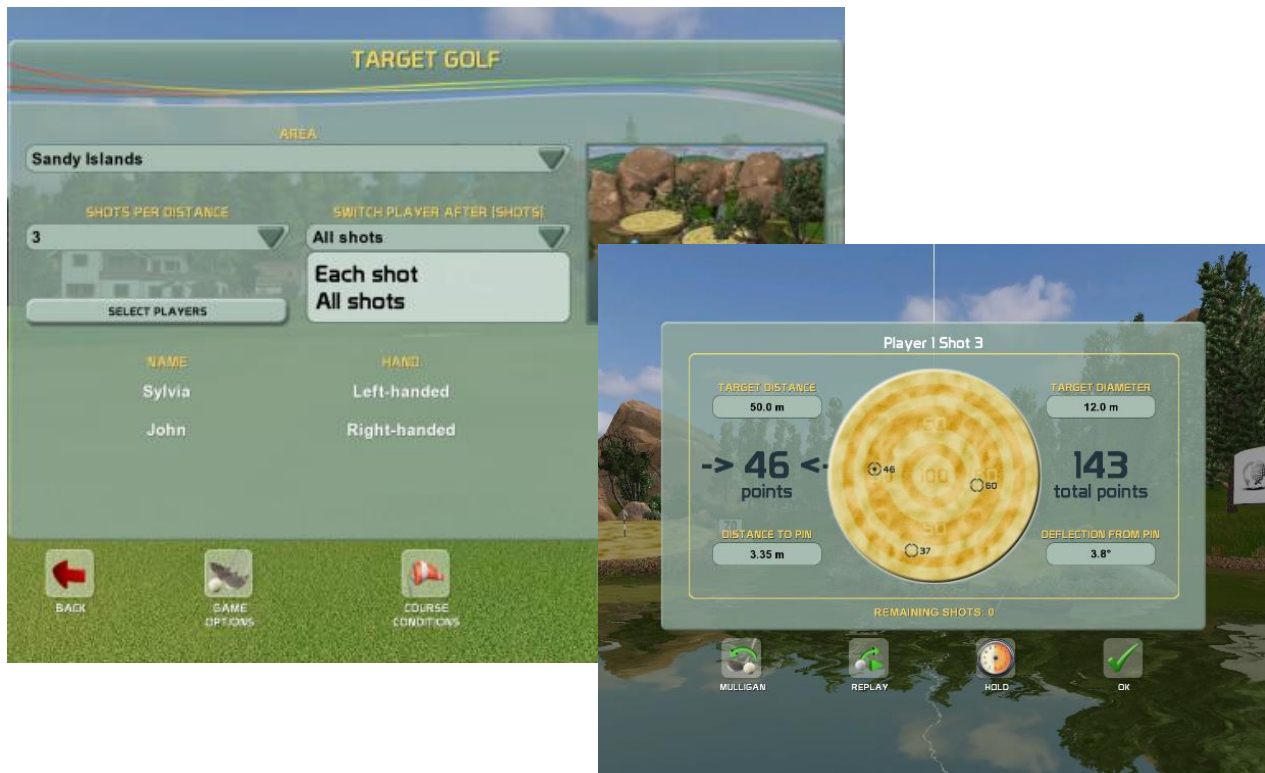 TARGET GOLF
AREA
Sandy Islands
SHOTS PER DISTANCE
SWITCH PLAYER AFTER (SHOTS)
3
All shots
Each shot
All shots
SELECT PLAYERS
NAME
HAND
Sylvia
Left-handed
John
Right-handed
BACK
GAME
OPTIONS
COURSE
CONDITIONS
Player 1 Shot 3
TARGET DISTANCE
50.0 m
TARGET DIAMETER
12.0 m
50
-> 46 <-
points
46
100
60
143
total points
50
37
70
DISTANCE TO PIN
3.35 m
DEFLECTION FROM PIN
3.8°
REMAINING SHOTS: 0
MULLIGAN
REPLAY
HOLD
OK